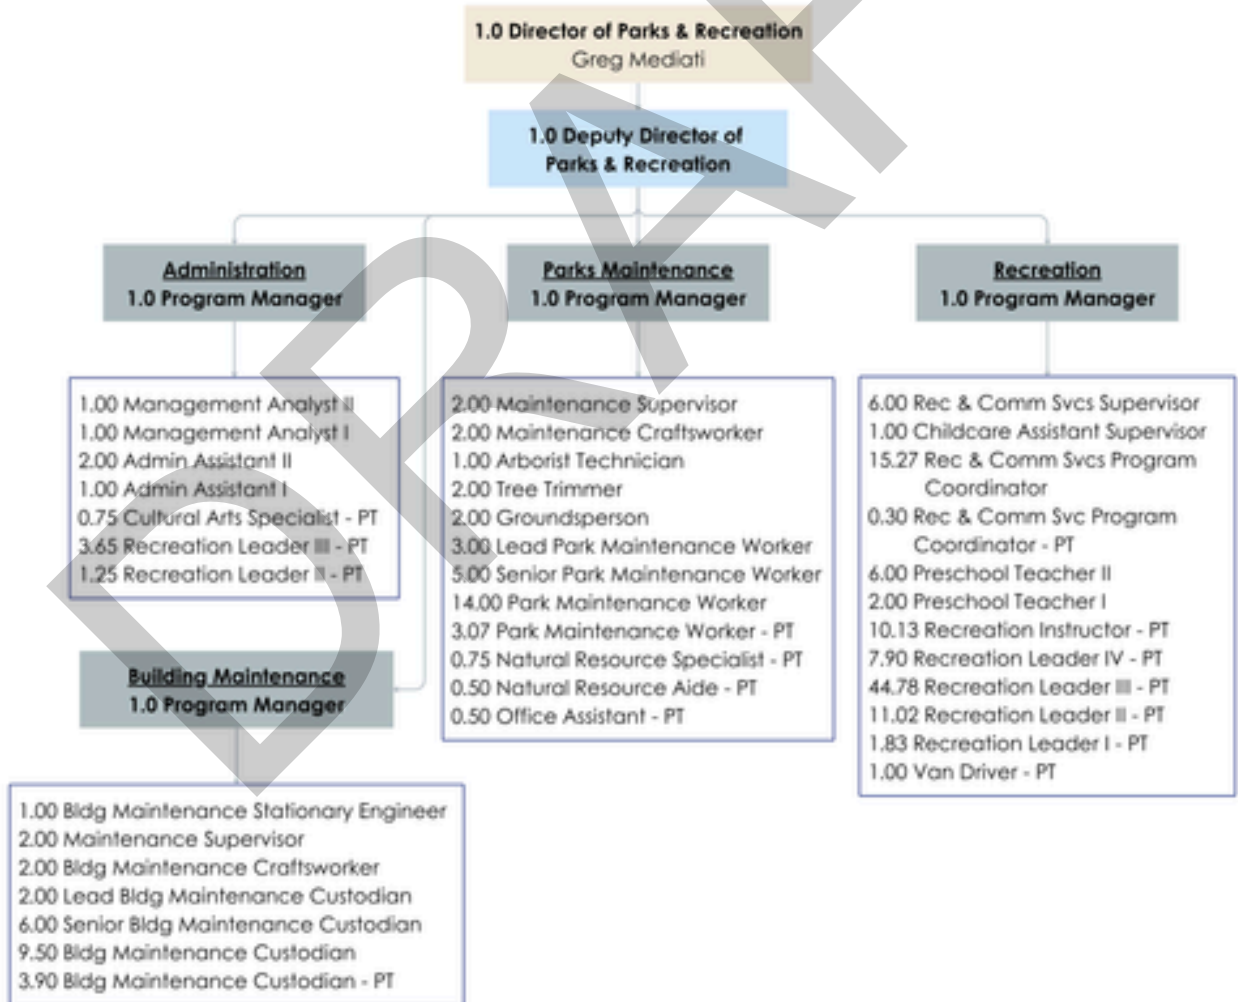 1.0 Director of Parks & Recreation
Greg Mediati
1.0 Deputy Director of
Parks & Recreation
Administration
1.0 Program Manager
Parks Maintenance
1.0 Program Manager
Recreation
1.0 Program Manager
1.00 Management Analyst II
1.00 Management Analyst I
2.00 Admin Assistant II
1.00 Admin Assistant I
0.75 Cultural Arts Specialist - PT
3.65 Recreation Leader III - PT
1.25 Recreation Leader II - PT
2.00 Maintenance Supervisor
2.00 Maintenance Craftsworker
1.00 Arborist Technician
2.00 Tree Trimmer
2.00 Groundsperson
3.00 Lead Park Maintenance Worker
5.00 Senior Park Maintenance Worker
14.00 Park Maintenance Worker
3.07 Park Maintenance Worker - PT
0.75 Natural Resource Specialist - PT
0.50 Natural Resource Aide - PT
0.50 Office Assistant - PT
6.00 Rec & Comm Svcs Supervisor
1.00 Childcare Assistant Supervisor
15.27 Rec & Comm Svcs Program
Coordinator
0.30 Rec & Comm Svc Program
Coordinator - PT
6.00 Preschool Teacher II
2.00 Preschool Teacher I
10.13 Recreation Instructor - PT
7.90 Recreation Leader IV - PT
44.78 Recreation Leader III - PT
11.02 Recreation Leader II - PT
1.83 Recreation Leader I - PT
1.00 Van Driver - PT
Building Maintenance
1.0 Program Manager
1.00 Bldg Maintenance Stationary Engineer
2.00 Maintenance Supervisor
2.00 Bldg Maintenance Craftsworker
2.00 Lead Bldg Maintenance Custodian
6.00 Senior Bldg Maintenance Custodian
9.50 Bldg Maintenance Custodian
3.90 Bldg Maintenance Custodian - PT
DRA